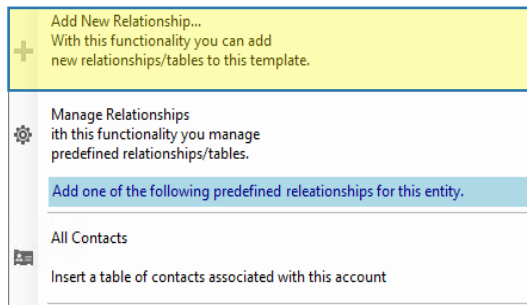 Add New Relationship...
With this functionality you can add
new relationships/tables to this template.
Manage Relationships
ith this functionality you manage
predefined relationships/tables.
Add one of the following predefined releationships for this entity.
All Contacts
Insert a table of contacts associated with this account